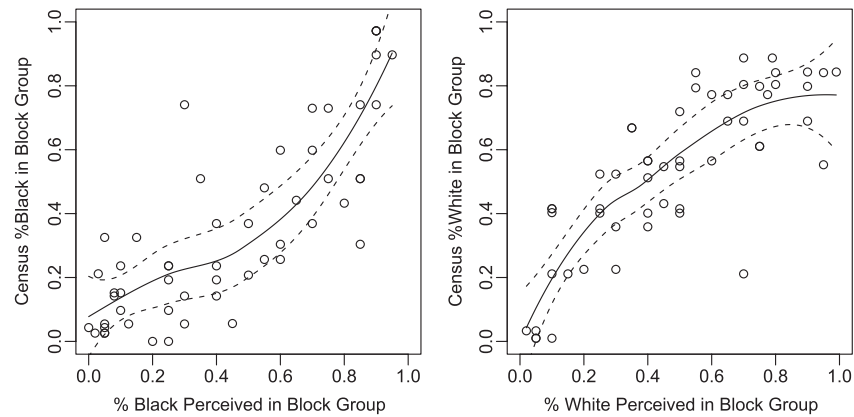 1.0
0.8
0.6
0.4
0.2
0.0
Census %Black in Block Group
0.0 0.2 0.4 0.6 0.8 1.0
% Black Perceived in Block Group
1.0
0.8
0.6
0.4
0.2
0.0
Census %White in Block Group
0.0 0.2 0.4 0.6 0.8 1.0
% White Perceived in Block Group